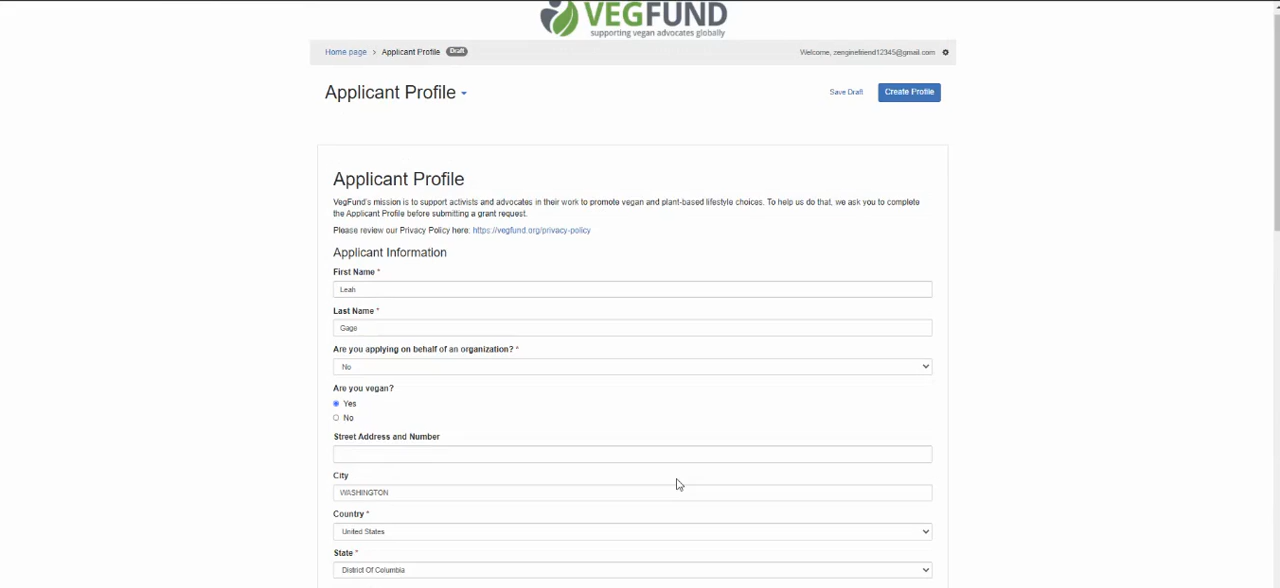 VEGFUND
supporting vegan advocates globally
Home page > Applicant Profile Draft Welcome, zenginefriend12345@gmail.com
Applicant Profile Save Draft Create Profile
Applicant Profile
VegFund's mission is to support activists and advocates in their work to promote vegan and plant-based lifestyle choices. To help us do that, we ask you to complete
the Applicant Profile before submitting a grant request.
Please review our Privacy Policy here: https://vegfund.org/privacy-policy
Applicant Information
First Name *
Leah
Last Name *
Gage
Are you applying on behalf of an organization? *
No
Are you vegan?
Yes
No
Street Address and Number
City
WASHINGTON
Country *
United States
State *
District Of Columbia